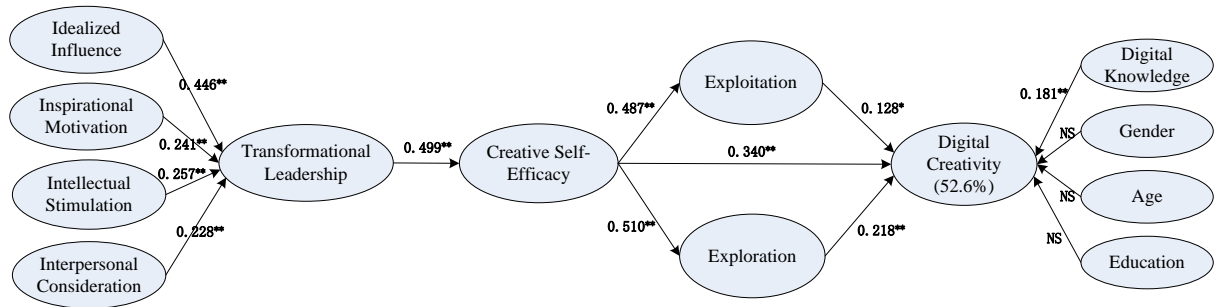 Idealized
Influence
Inspirational
Motivation
Intellectual
Stimulation
Interpersonal
Consideration
0.446**
0.241**
0.257**
0.228**
Transformational
Leadership
0.499**
Creative Self-
Efficacy
0.487**
0.340**
0.510**
Exploitation
Exploration
0.128*
0.218**
Digital
Creativity
(52.6%)
0.181**
NS
NS
NS
Digital
Knowledge
Gender
Age
Education